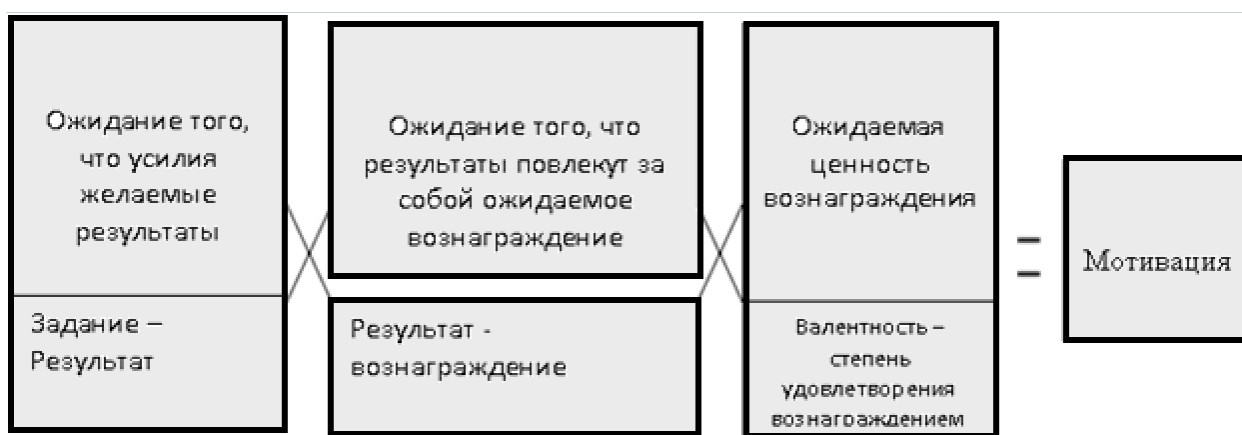 Ожидание того,
что усилия
желаемые
результаты
Задание –
Результат
Ожидание того, что
результаты повлекут за
собой ожидаемое
вознаграждение
Результат -
вознаграждение
Ожидаемая
ценность
вознаграждения
Валентность –
степень
удовлетворения
вознаграждением
=
Мотивация